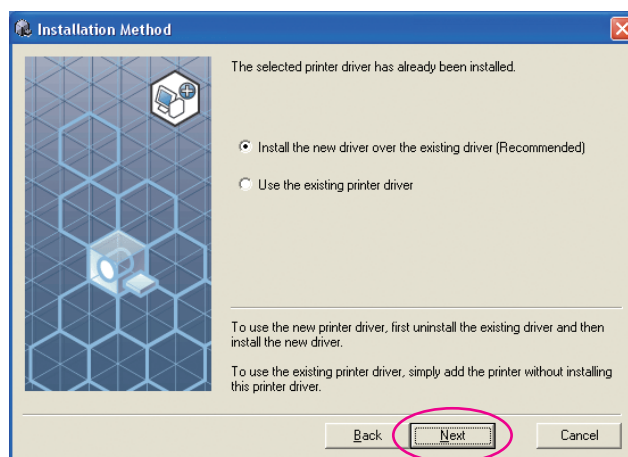 Installation Method
The selected printer driver has already been installed.
Install the new driver over the existing driver (Recommended)
Use the existing printer driver
To use the new printer driver, first uninstall the existing driver and then
install the new driver.
To use the existing printer driver, simply add the printer without installing
this printer driver.
Back
Next
Cancel